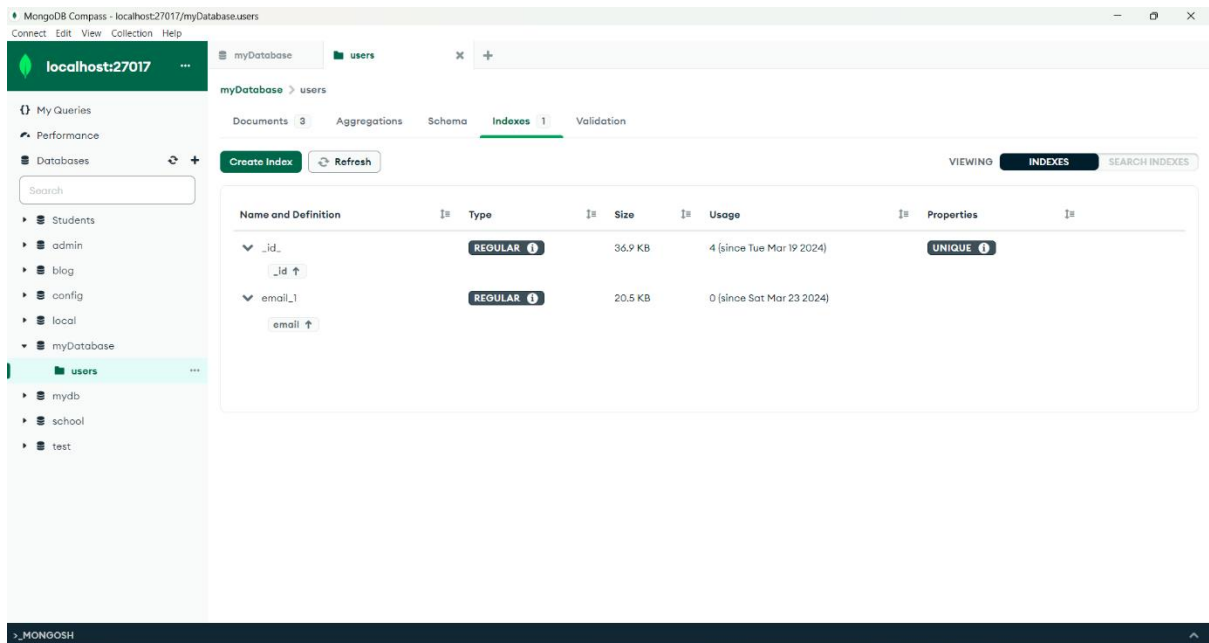 MongoDB Compass - localhost:27017/myDatabase.users
Connect Edit View Collection Help
localhost:27017 ...
myDatabase
users
myDatabase > users
{} My Queries
Performance
Databases
Search
Students
admin
blog
config
local
myDatabase
users ...
mydb
school
test
Documents 3 Aggregations Schema Indexes 1 Validation
Create Index Refresh VIEWING INDEXES SEARCH INDEXES
Name and Definition Type Size Usage Properties
_id_ REGULAR 36.9 KB 4 (since Tue Mar 19 2024) UNIQUE
_id ↑
email_1 REGULAR 20.5 KB 0 (since Sat Mar 23 2024)
email ↑
>_MONGOSH